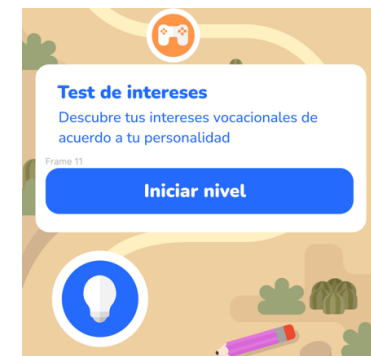 Test de intereses
Descubre tus intereses vocacionales de
acuerdo a tu personalidad
Frame 11
Iniciar nivel